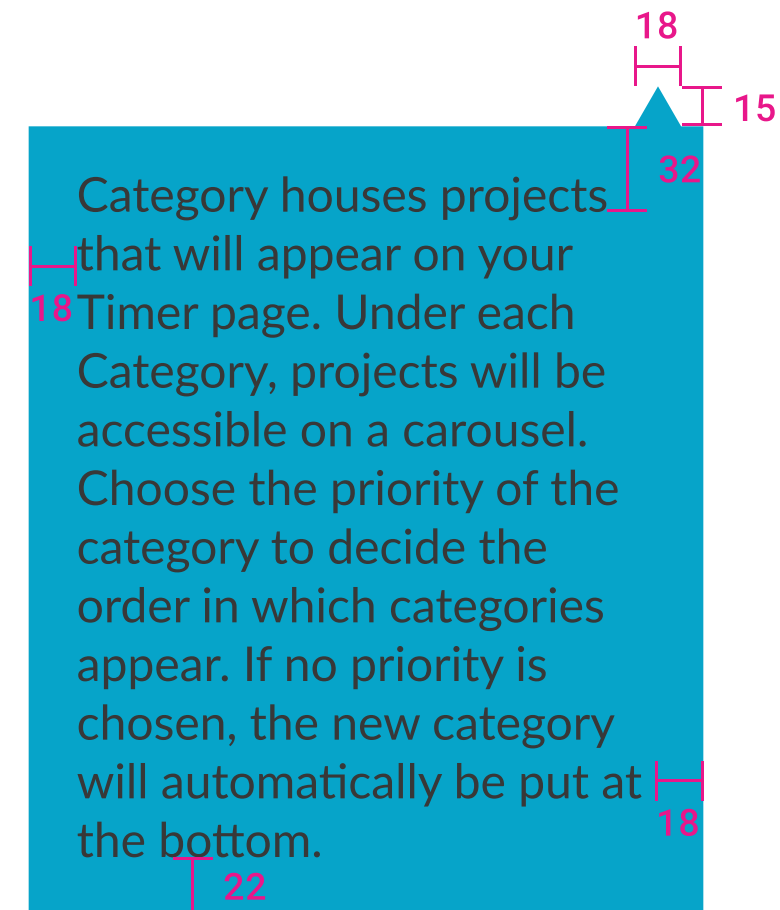 18
15
32
Category houses projects
that will appear on your
18
Timer page. Under each
Category, projects will be
accessible on a carousel.
Choose the priority of the
category to decide the
order in which categories
appear. If no priority is
chosen, the new category
will automatically be put at
18
the bottom.
22